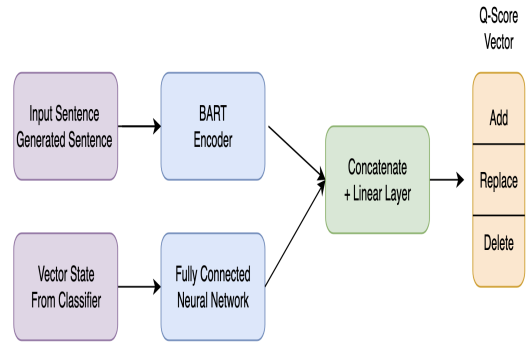 Q-Score
Vector
Input Sentence
Generated Sentence
BART
Encoder
Concatenate
+ Linear Layer
Add
Replace
Delete
Vector State
From Classifier
Fully Connected
Neural Network